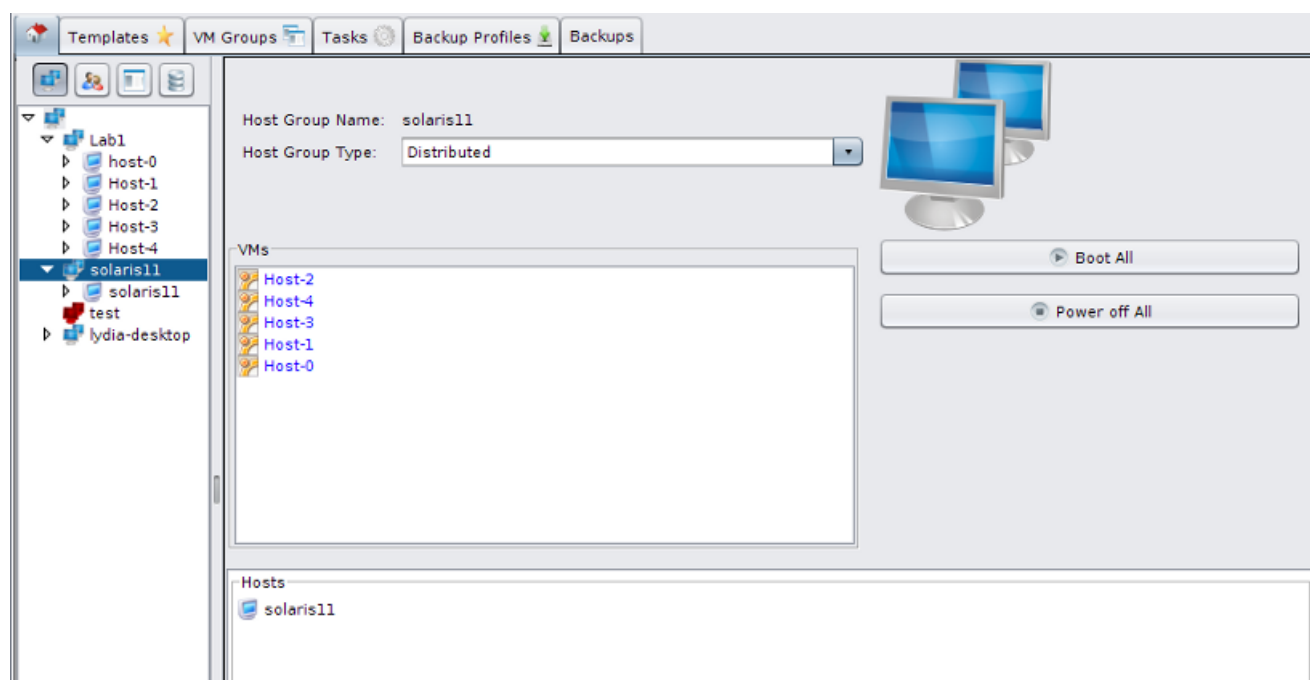 Templates VM Groups Tasks Backup Profiles Backups
Lab1
host-0
Host-1
Host-2
Host-3
Host-4
solaris11
solaris11
test
lydia-desktop
Host Group Name: solaris11
Host Group Type: Distributed
VMs
Host-2
Host-4
Host-3
Host-1
Host-0
Boot All
Power off All
Hosts
solaris11